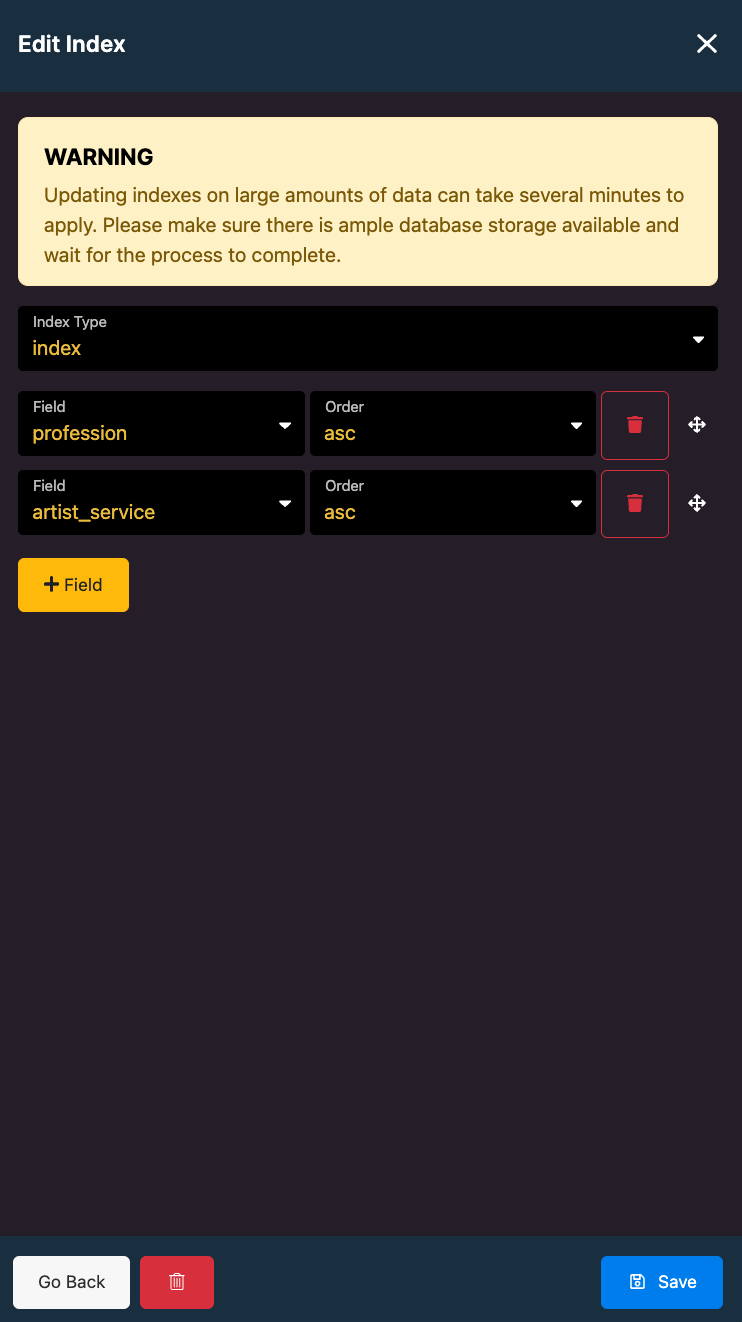 Edit Index
WARNING
Updating indexes on large amounts of data can take several minutes to
apply. Please make sure there is ample database storage available and
wait for the process to complete.
Index Type
index
Field
profession
Order
asc
Field
artist_service
Order
asc
Field
Go Back
Save